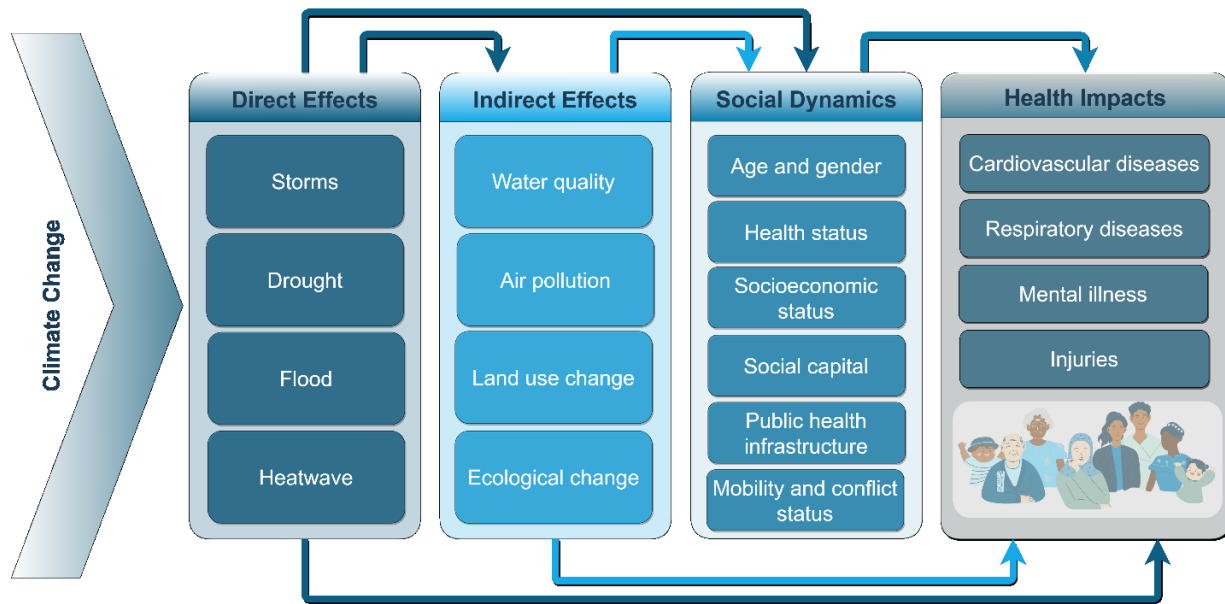 Climate Change
Direct Effects
Storms
Drought
Flood
Heatwave
Indirect Effects
Water quality
Air pollution
Land use change
Ecological change
Social Dynamics
Age and gender
Health status
Socioeconomic
status
Social capital
Public health
infrastructure
Mobility and conflict
status
Health Impacts
Cardiovascular diseases
Respiratory diseases
Mental illness
Injuries